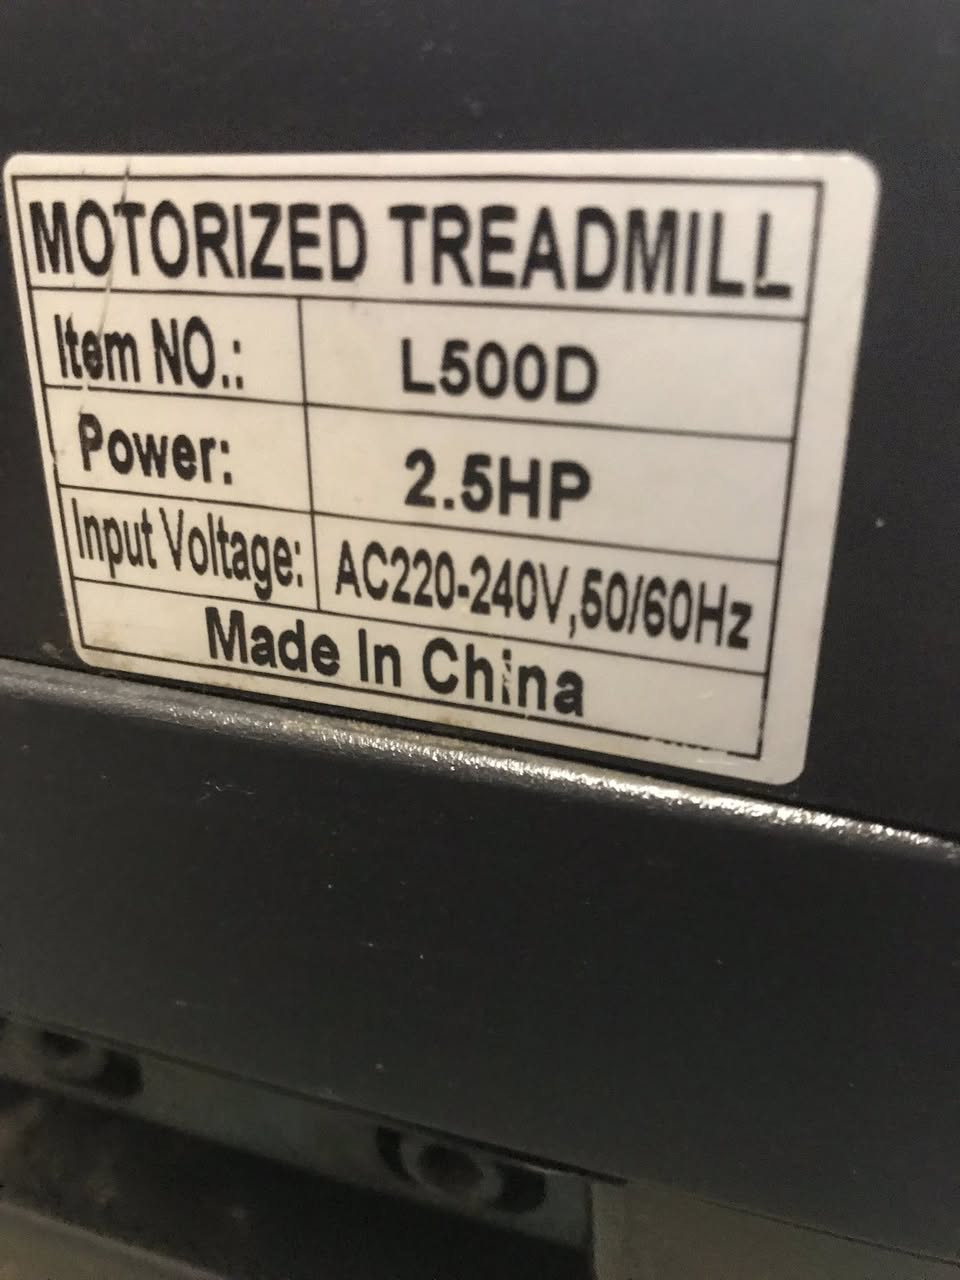 MOTORIZED TREADMILL
Item NO.: L500D
Power: 2.5HP
Input Voltage: AC220-240V,50/60Hz
Made In China